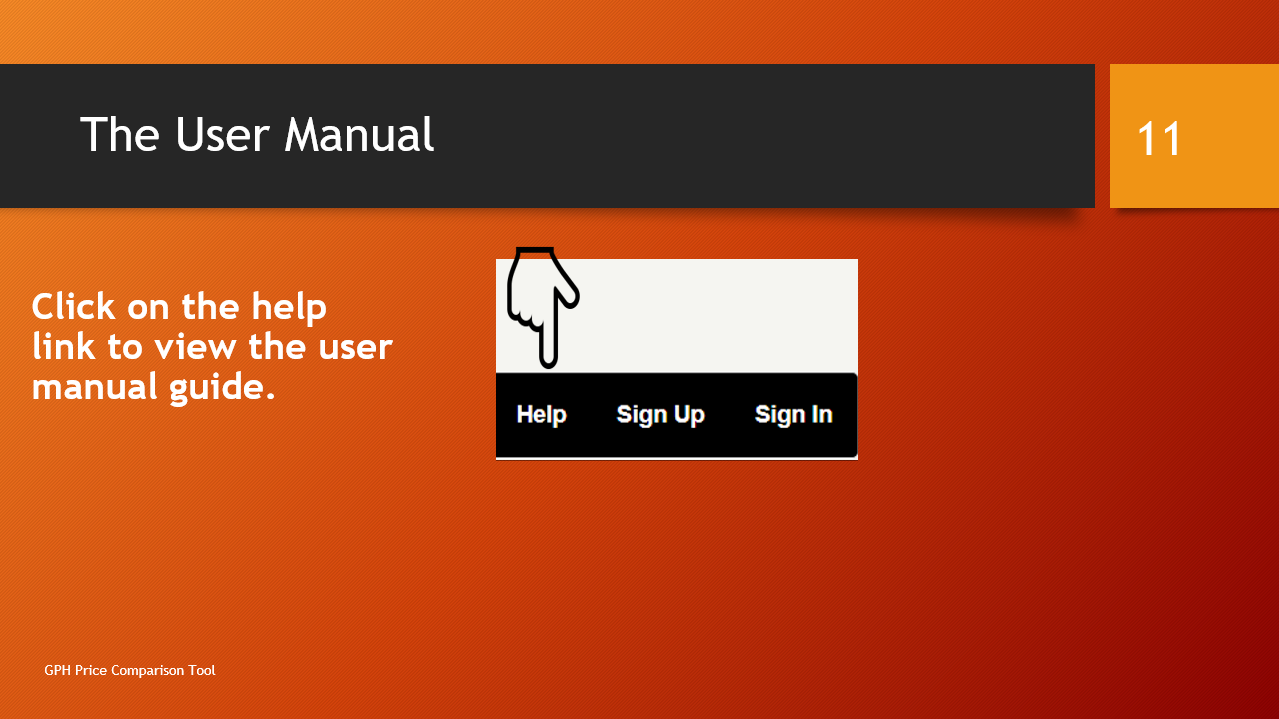 The User Manual
11
Click on the help
link to view the user
manual guide.
Help Sign Up Sign In
GPH Price Comparison Tool